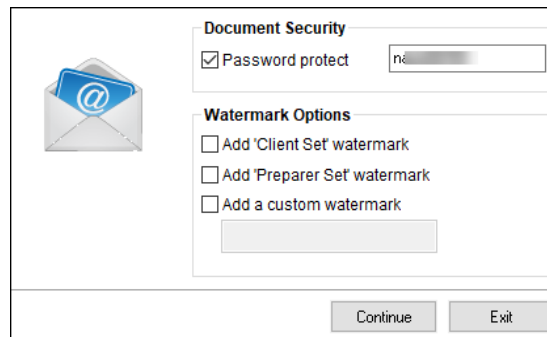 Document Security
Password protect
Watermark Options
Add 'Client Set' watermark
Add 'Preparer Set' watermark
Add a custom watermark
Continue Exit